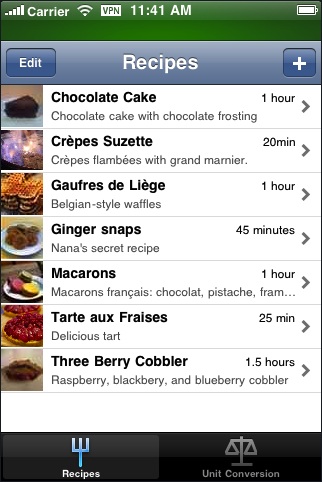 Carrier VPN 11:41 AM
Edit Recipes +
Chocolate Cake 1 hour
Chocolate cake with chocolate frosting
Crèpes Suzette 20min
Crèpes flambées with grand marnier.
Gaufres de Liège 1 hour
Belgian-style waffles
Ginger snaps 45 minutes
Nana's secret recipe
Macarons 1 hour
Macarons français: chocolat, pistache, fram…
Tarte aux Fraises 25 min
Delicious tart
Three Berry Cobbler 1.5 hours
Raspberry, blackbery, and blueberry cobbler
Recipes Unit Conversion